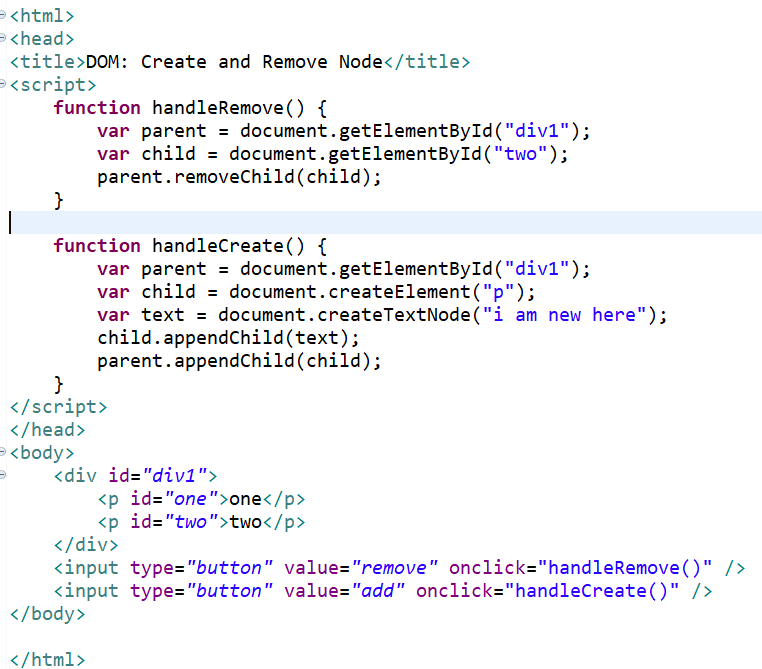 <html>
<head>
<title>DOM: Create and Remove Node</title>
<script>
    function handleRemove() {
        var parent = document.getElementById("div1");
        var child = document.getElementById("two");
        parent.removeChild(child);
    }

    function handleCreate() {
        var parent = document.getElementById("div1");
        var child = document.createElement("p");
        var text = document.createTextNode("i am new here");
        child.appendChild(text);
        parent.appendChild(child);
    }
</script>
</head>
<body>
    <div id="div1">
        <p id="one">one</p>
        <p id="two">two</p>
    </div>
    <input type="button" value="remove" onclick="handleRemove()" />
    <input type="button" value="add" onclick="handleCreate()" />
</body>

</html>